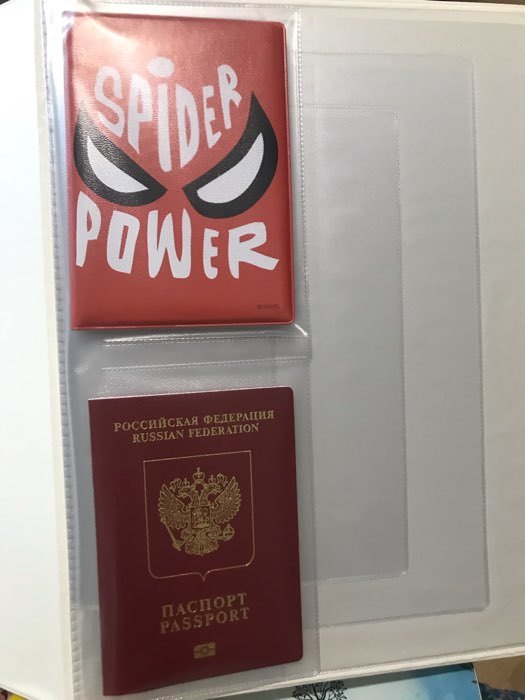 SPIDER
POWER
РОССИЙСКАЯ ФЕДЕРАЦИЯ
RUSSIAN FEDERATION
ПАСПОРТ
PASSPORT